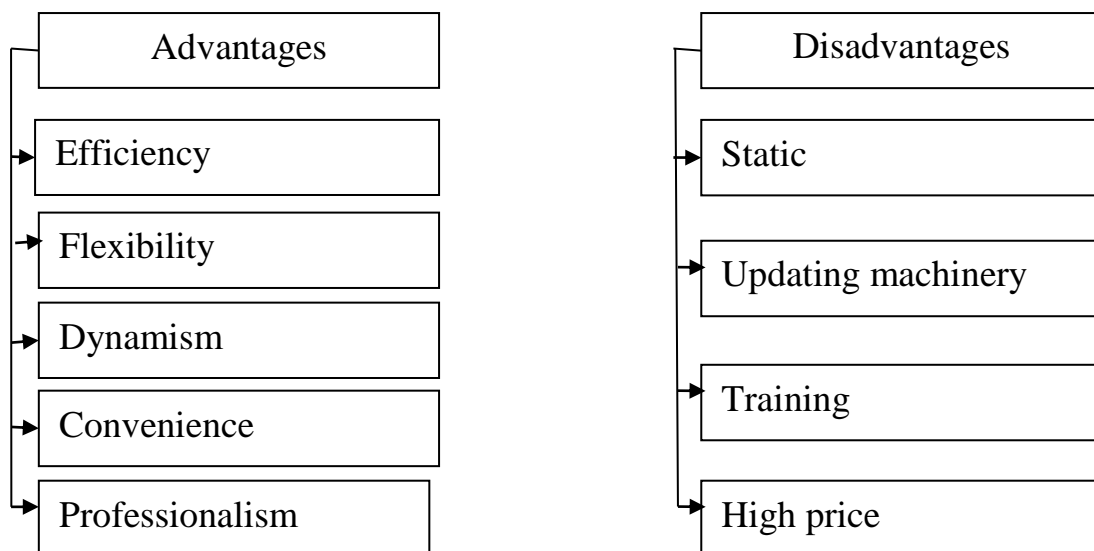 Advantages
Efficiency
Flexibility
Dynamism
Convenience
Professionalism
Disadvantages
Static
Updating machinery
Training
High price